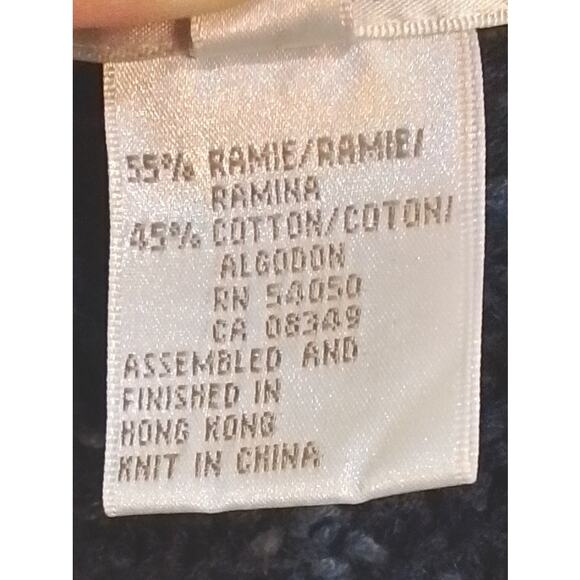 55% RAMIE/RAMIE/
RAMINA
45% COTTON/COTON/
ALGODON
RN 54050
CA 08349
ASSEMBLED AND
FINISHED IN
HONG KONG
KNIT IN CHINA